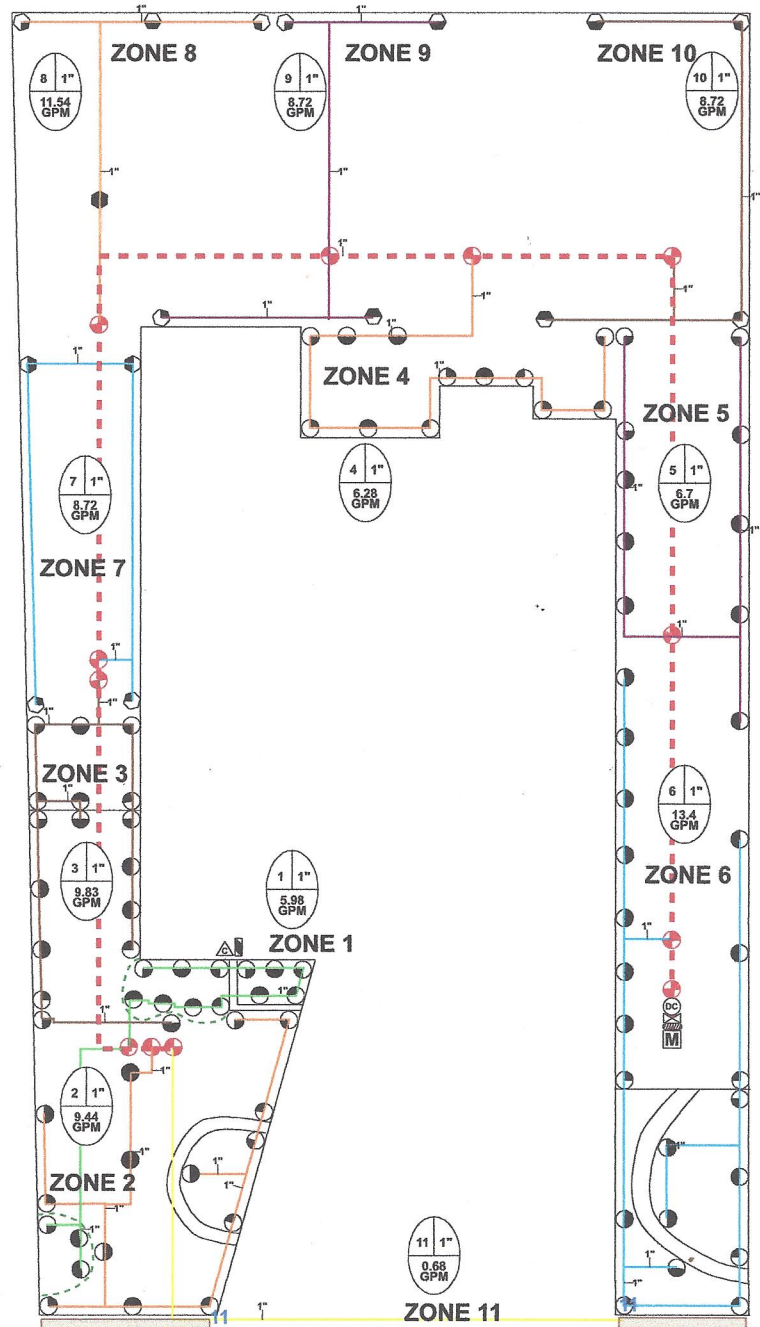 1"
1"
ZONE 8
ZONE 9
ZONE 10
8 1"
11.54
GPM
9 1"
8.72
GPM
10 1"
8.72
GPM
1"
1"
1"
1"
1"
1"
1"
1"
1"
1"
ZONE 4
ZONE 5
4 1"
6.28
GPM
5 1"
6.7
GPM
7 1"
8.72
GPM
1"
1"
ZONE 7
1"
1"
1"
1"
ZONE 3
1"
6 1"
13.4
GPM
3 1"
9.83
GPM
1 1"
5.98
GPM
ZONE 6
ZONE 1
C
1"
1"
1"
DC
M
2 1"
9.44
GPM
1"
1"
1"
1"
ZONE 2
1"
1"
11 1"
0.68
GPM
1"
1"
11
1"
ZONE 11
11